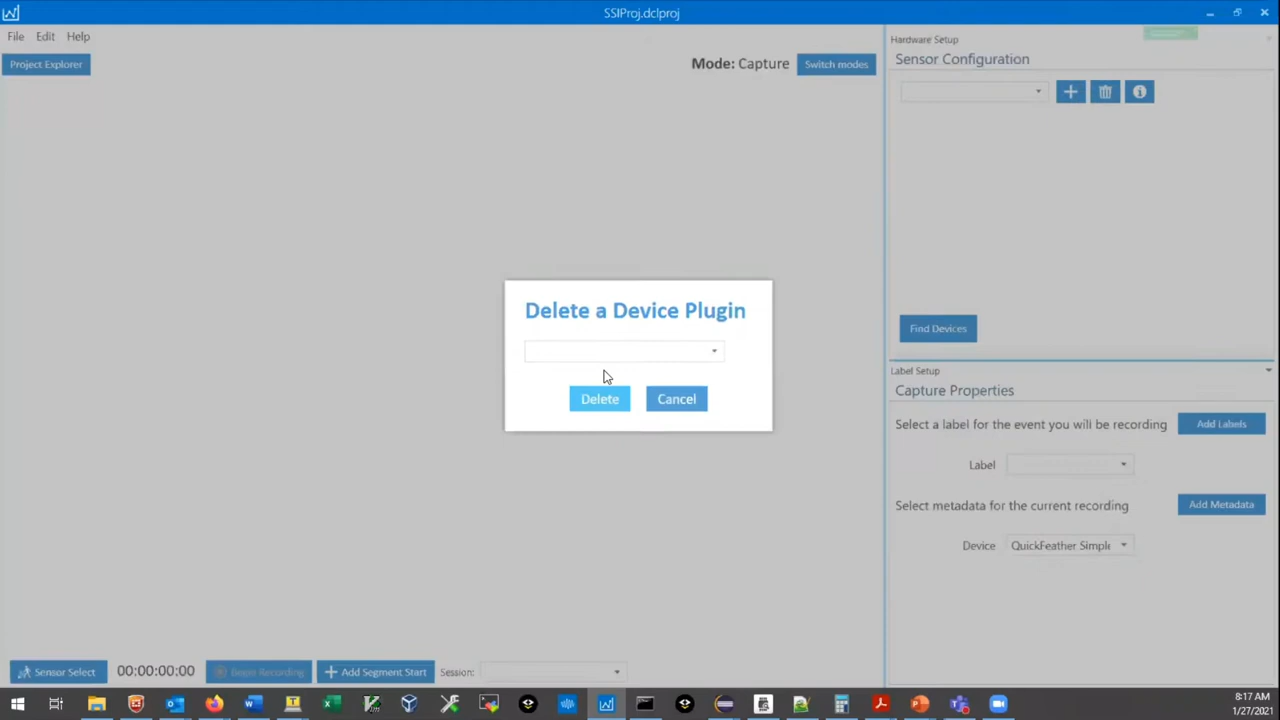 SSIProj.dclproj
File Edit Help
Hardware Setup
Project Explorer
Mode: Capture
Switch modes
Sensor Configuration
Delete a Device Plugin
Delete
Cancel
Find Devices
Label Setup
Capture Properties
Select a label for the event you will be recording
Add Labels
Label
Select metadata for the current recording
Add Metadata
Device
QuickFeather Simple
Sensor Select
00:00:00:00
Begin Recording
Add Segment Start
Session:
8:17 AM
1/27/2021